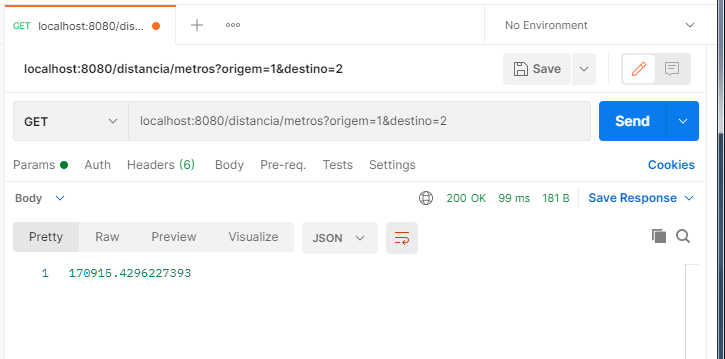 GET localhost:8080/dis... No Environment
localhost:8080/distancia/metros?origem=1&destino=2 Save
GET localhost:8080/distancia/metros?origem=1&destino=2 Send
Params Auth Headers (6) Body Pre-req. Tests Settings Cookies
Body 200 OK 99 ms 181 B Save Response
Pretty Raw Preview Visualize JSON
1 170915.4296227393